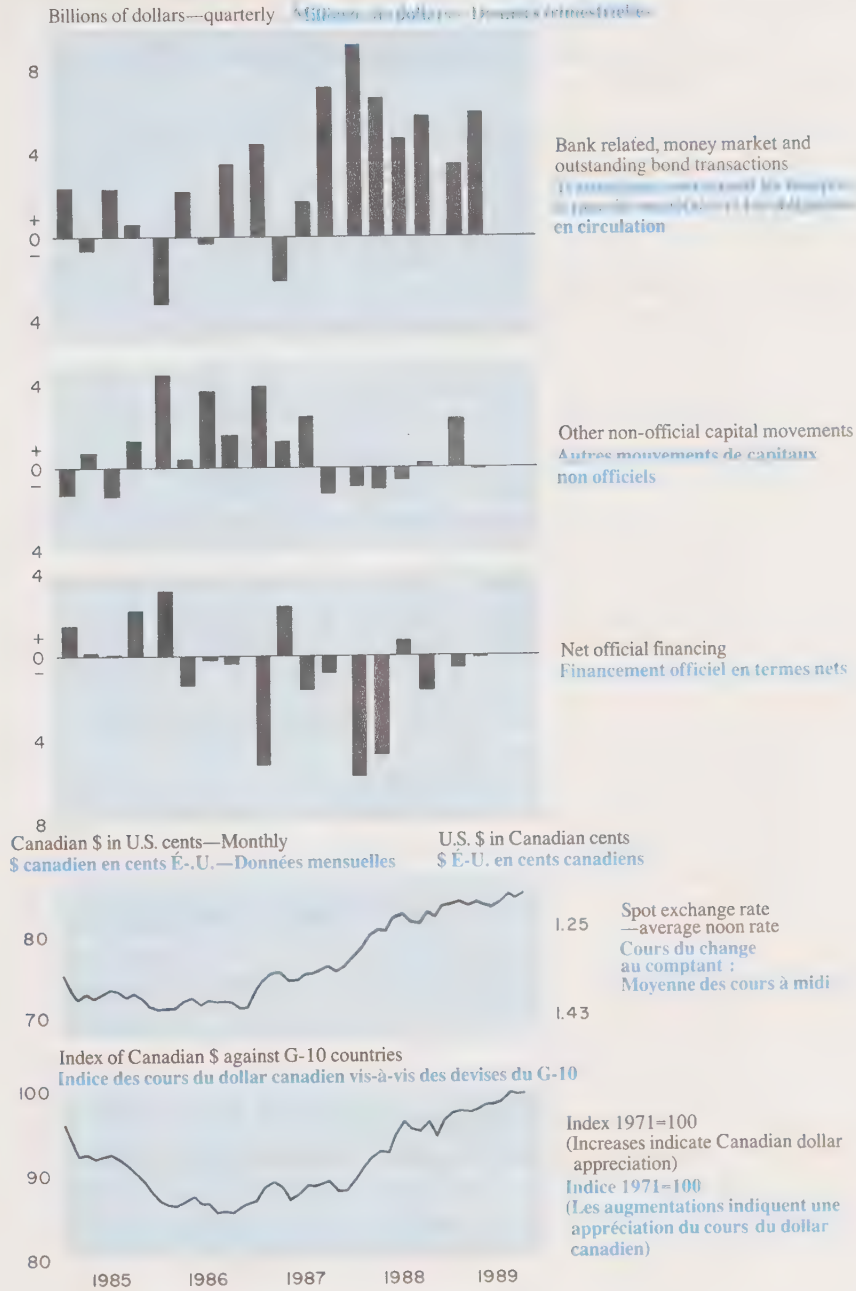 Billions of dollars—quarterly
8
4
+
0
−
4
Bank related, money market and
outstanding bond transactions
en circulation
4
+
0
−
4
Other non-official capital movements
Autres mouvements de capitaux
non officiels
4
+
0
−
4
8
Net official financing
Financement officiel en termes nets
Canadian $ in U.S. cents—Monthly
$ canadien en cents É-.U.—Données mensuelles
U.S. $ in Canadian cents
$ É-U. en cents canadiens
80
70
1.25
1.43
Spot exchange rate
—average noon rate
Cours du change
au comptant :
Moyenne des cours à midi
Index of Canadian $ against G-10 countries
Indice des cours du dollar canadien vis-à-vis des devises du G-10
100
90
80
Index 1971=100
(Increases indicate Canadian dollar
appreciation)
Indice 1971=100
(Les augmentations indiquent une
appréciation du cours du dollar
canadien)
1985 1986 1987 1988 1989